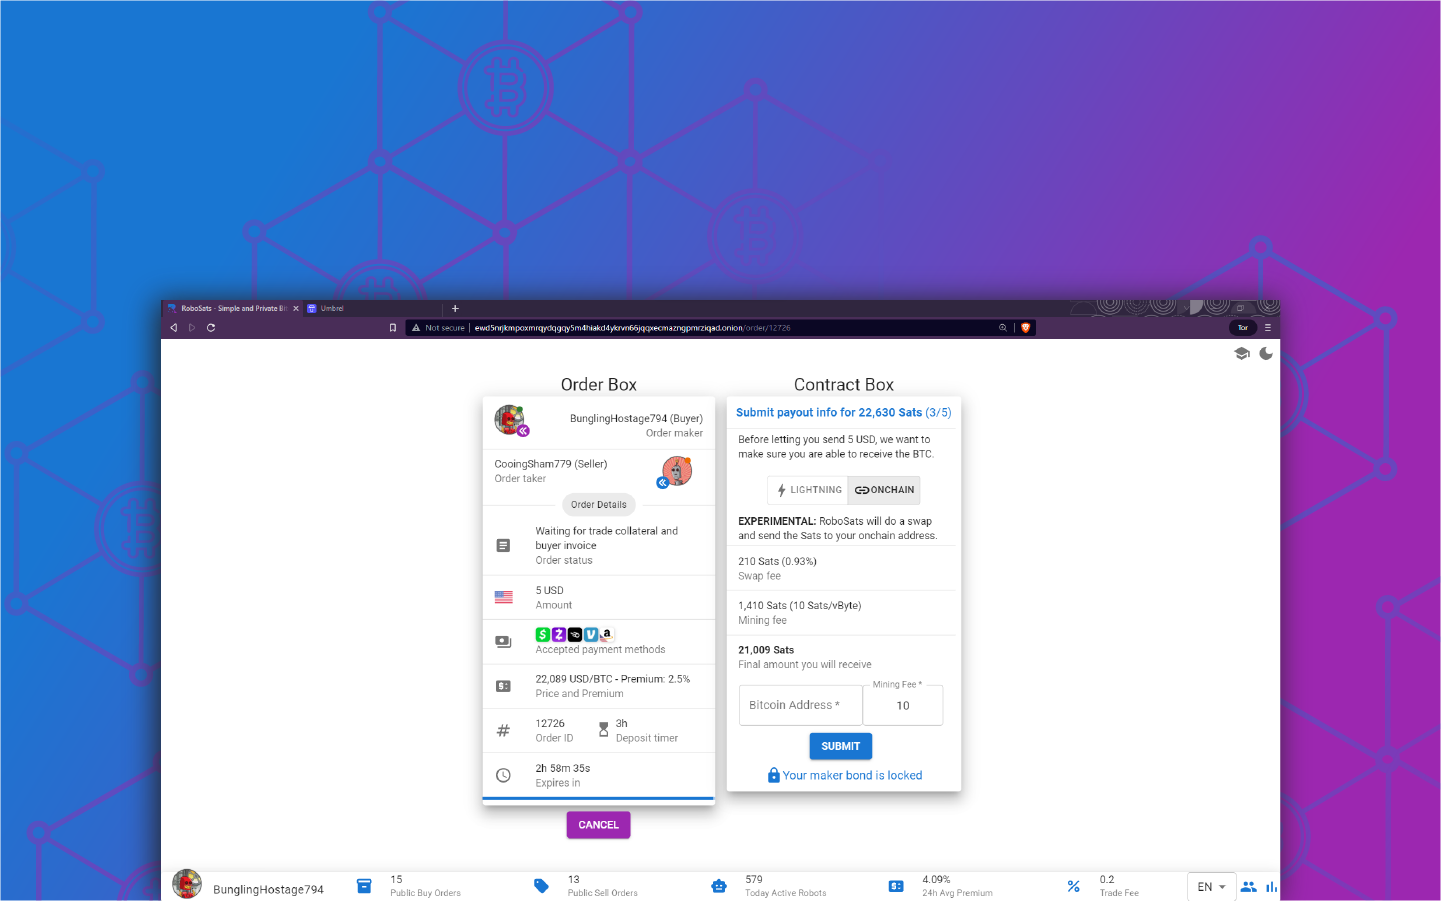 RoboSats - Simple and Private Bi
Umbrel
Not secure
ewd5nrjkmpoxmrqydqgqy5m4hiakd4ykrvn66jqqxecmazngpmrziqad.onion/order/12726
Tor
Order Box
BunglingHostage794 (Buyer)
Order maker
CooingSham779 (Seller)
Order taker
Order Details
Waiting for trade collateral and
buyer invoice
Order status
5 USD
Amount
Accepted payment methods
22,089 USD/BTC - Premium: 2.5%
Price and Premium
12726
Order ID
3h
Deposit timer
2h 58m 35s
Expires in
CANCEL
Contract Box
Submit payout info for 22,630 Sats (3/5)
Before letting you send 5 USD, we want to
make sure you are able to receive the BTC.
LIGHTNING
ONCHAIN
EXPERIMENTAL: RoboSats will do a swap
and send the Sats to your onchain address.
210 Sats (0.93%)
Swap fee
1,410 Sats (10 Sats/vByte)
Mining fee
21,009 Sats
Final amount you will receive
Bitcoin Address *
Mining Fee *
10
SUBMIT
Your maker bond is locked
BunglingHostage794
15
Public Buy Orders
13
Public Sell Orders
579
Today Active Robots
4.09%
24h Avg Premium
0.2
Trade Fee
EN